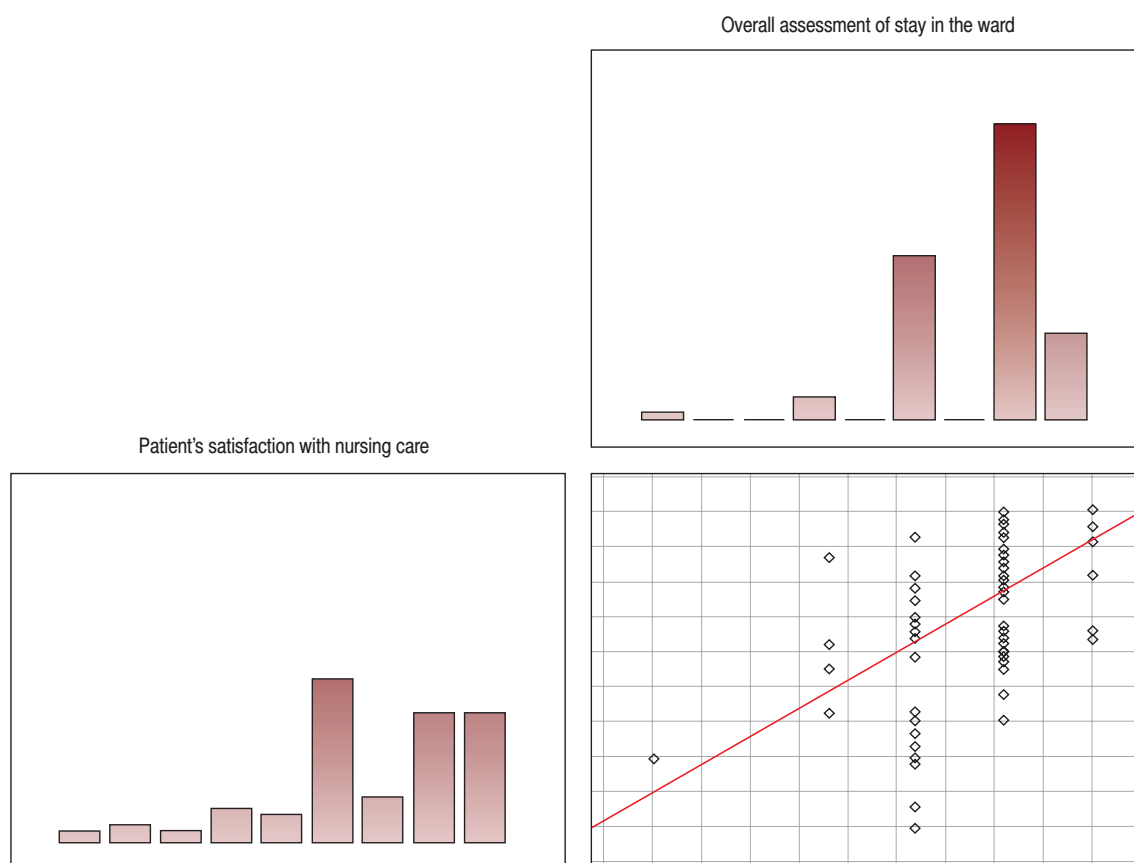 Overall assessment of stay in the ward
Patient’s satisfaction with nursing care